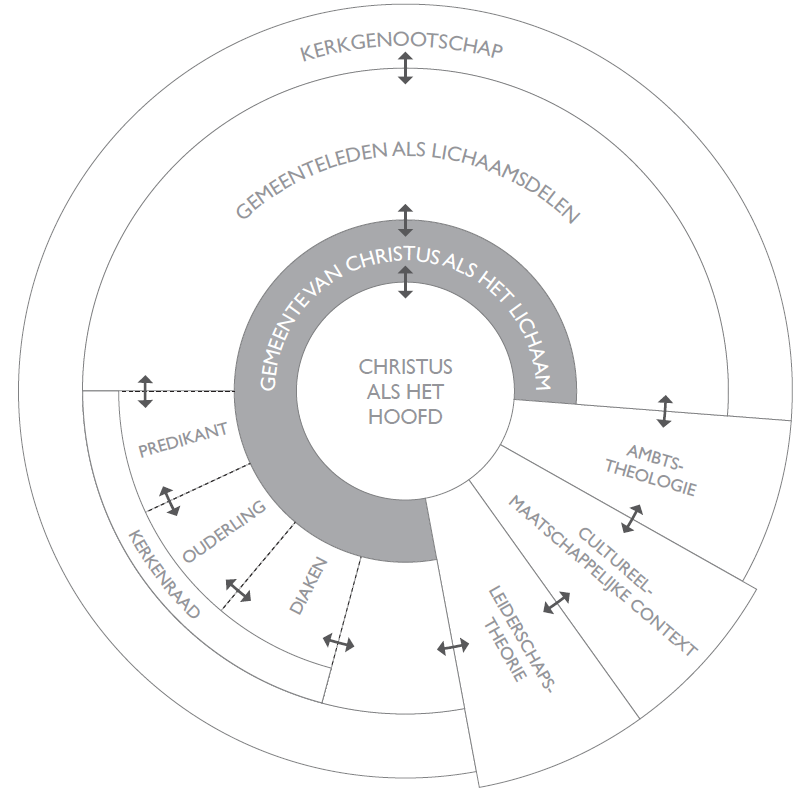 KERKGENOOTSCHAP
GEMEENTELEDEN ALS LICHAAMSDELEN
GEMEENTE VAN CHRISTUS ALS HET LICHAAM
CHRISTUS
ALS HET
HOOFD
PREDIKANT
OUDERLING
DIAKEN
KERKENRAAD
AMBTS-
THEOLOGIE
CULTUREEL-
MAATSCHAPPELIJKE CONTEXT
LEIDERSCHAPS-
THEORIE